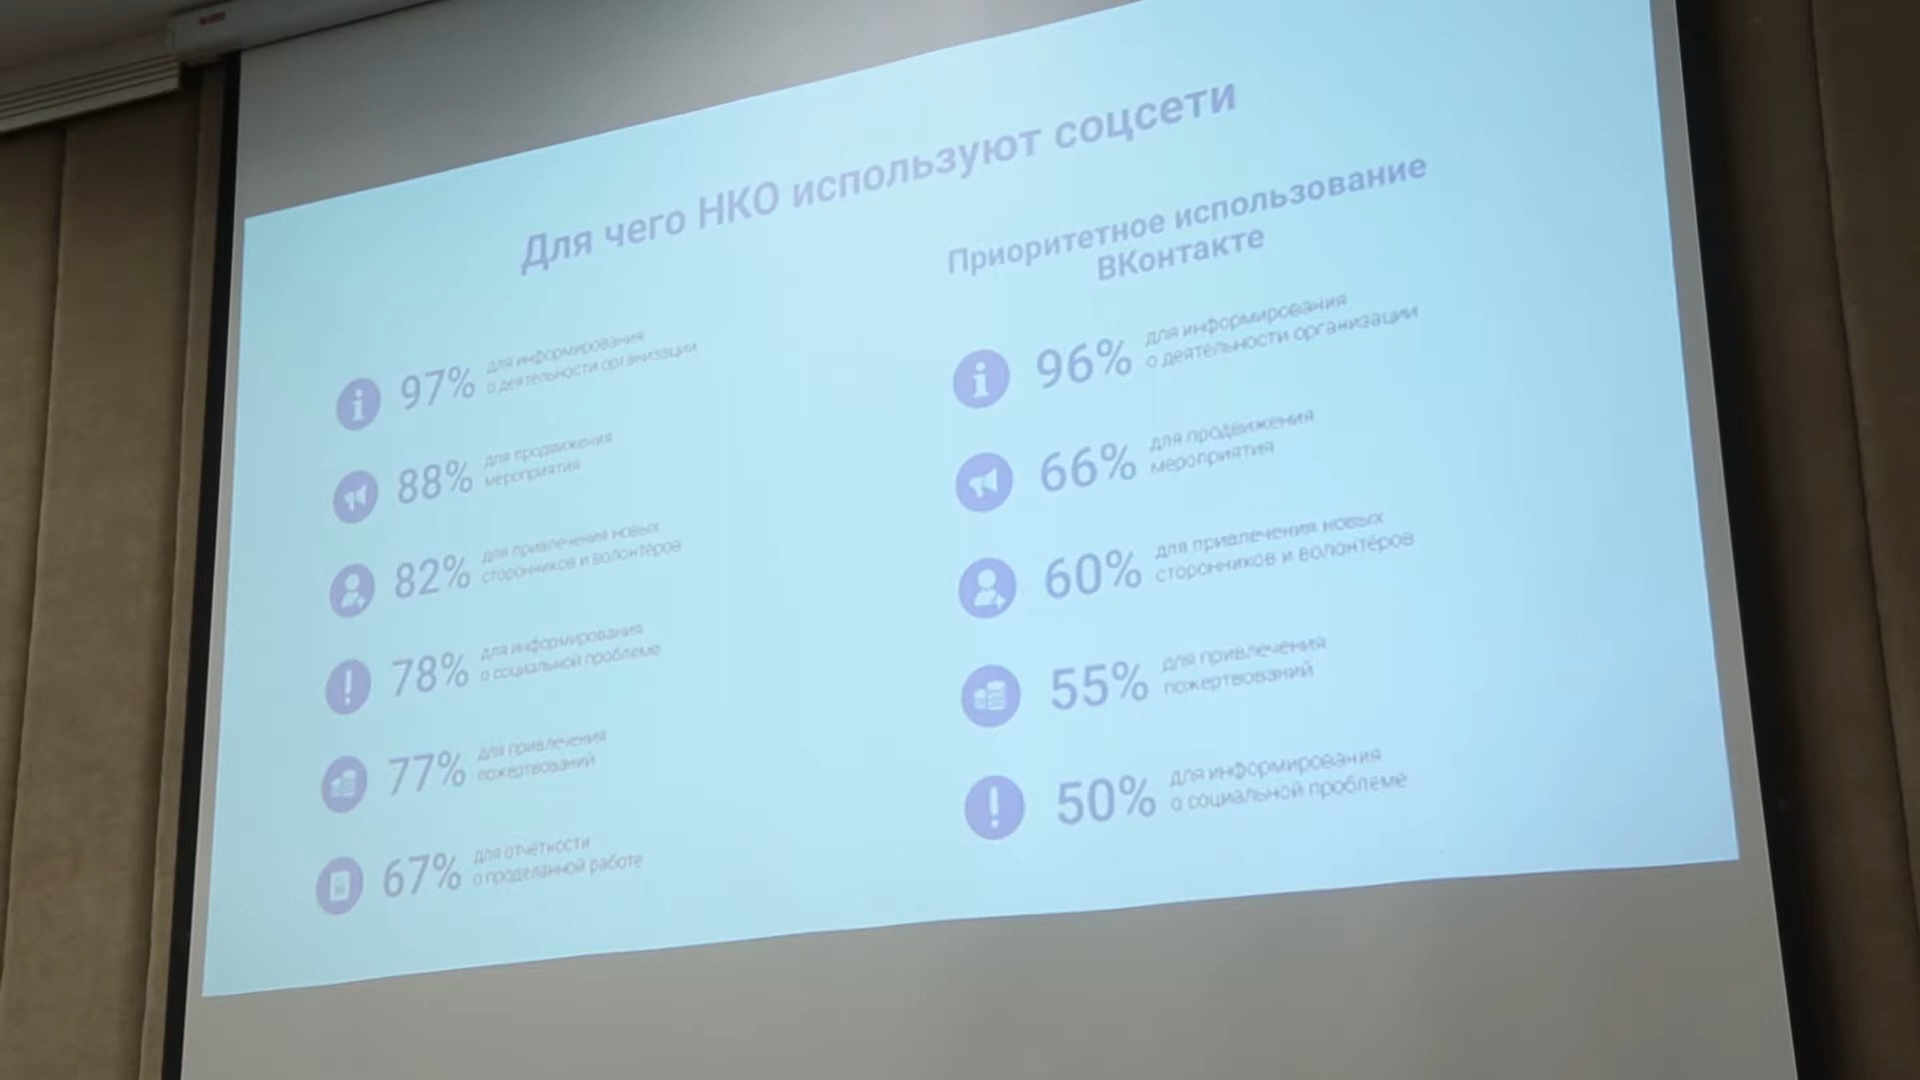 Для чего НКО используют соцсети
97%
для информирования
о деятельности организации
88%
для продвижения
мероприятия
82%
для привлечения новых
сторонников и волонтёров
78%
для информирования
о социальной проблеме
77%
для привлечения
пожертвований
67%
для отчётности
о проделанной работе
Приоритетное использование
ВКонтакте
96%
для информирования
о деятельности организации
66%
для продвижения
мероприятия
60%
для привлечения новых
сторонников и волонтёров
55%
для привлечения
пожертвований
50%
для информирования
о социальной проблеме